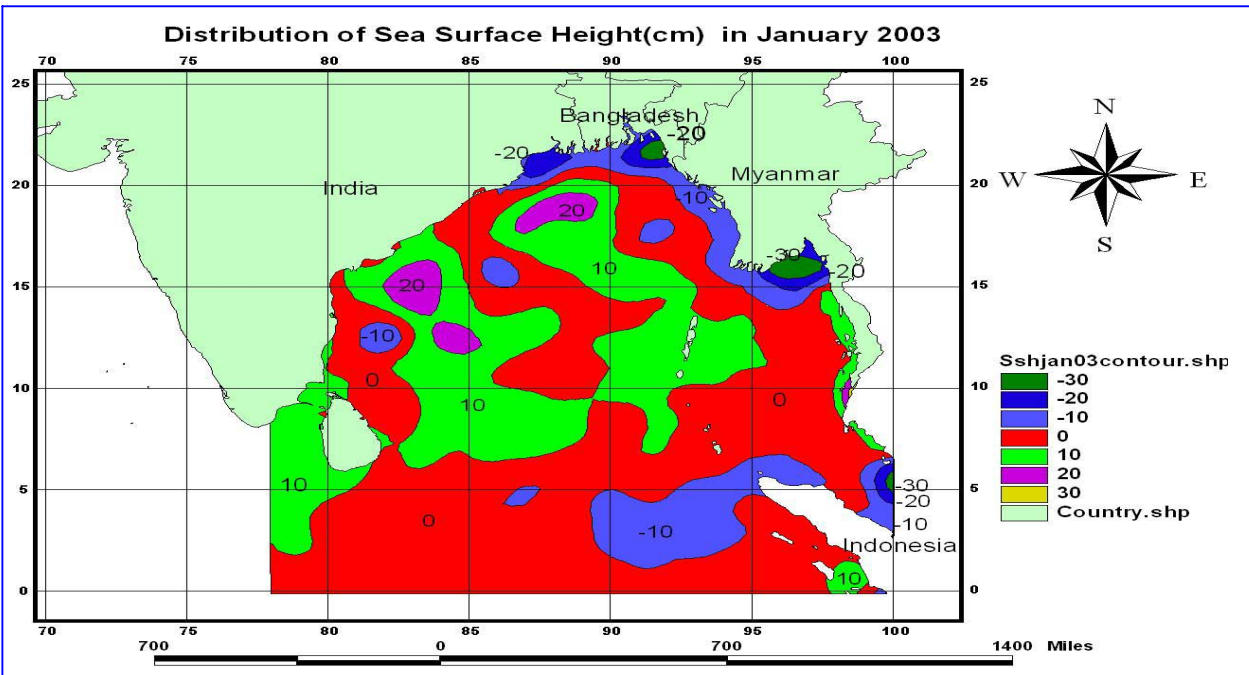 Distribution of Sea Surface Height(cm) in January 2003
70 80 85 90 95 100
25 25
Bangladesh
-20
-20
N
India
Myanmar
W E
20 20
-10
20
S
10
-30
-20
20
15 15
-10
Sshjan03contour.shp
-30
0
10 10
10
0
-20
-10
0
10
10
20
5 5
-30
30
-20
0
-10
-10
Country.shp
Indonesia
10
0 0
70 75 80 85 90 95 100
700 0 700 1400 Miles